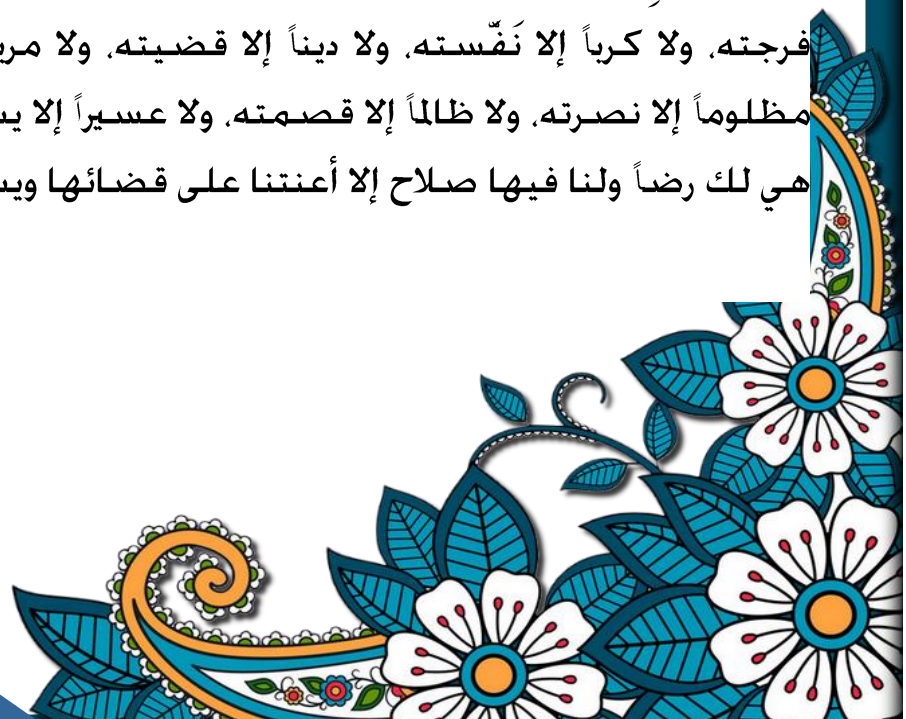 فرجته، ولا كرباً إلا نَفّسته، ولا ديناً إلا قضيته، ولا
مظلوماً إلا نصرته، ولا ظالماً إلا قصمته، ولا عسيراً إلا
هي لك رضاً ولنا فيها صلاح إلا أعنتنا على قضائها